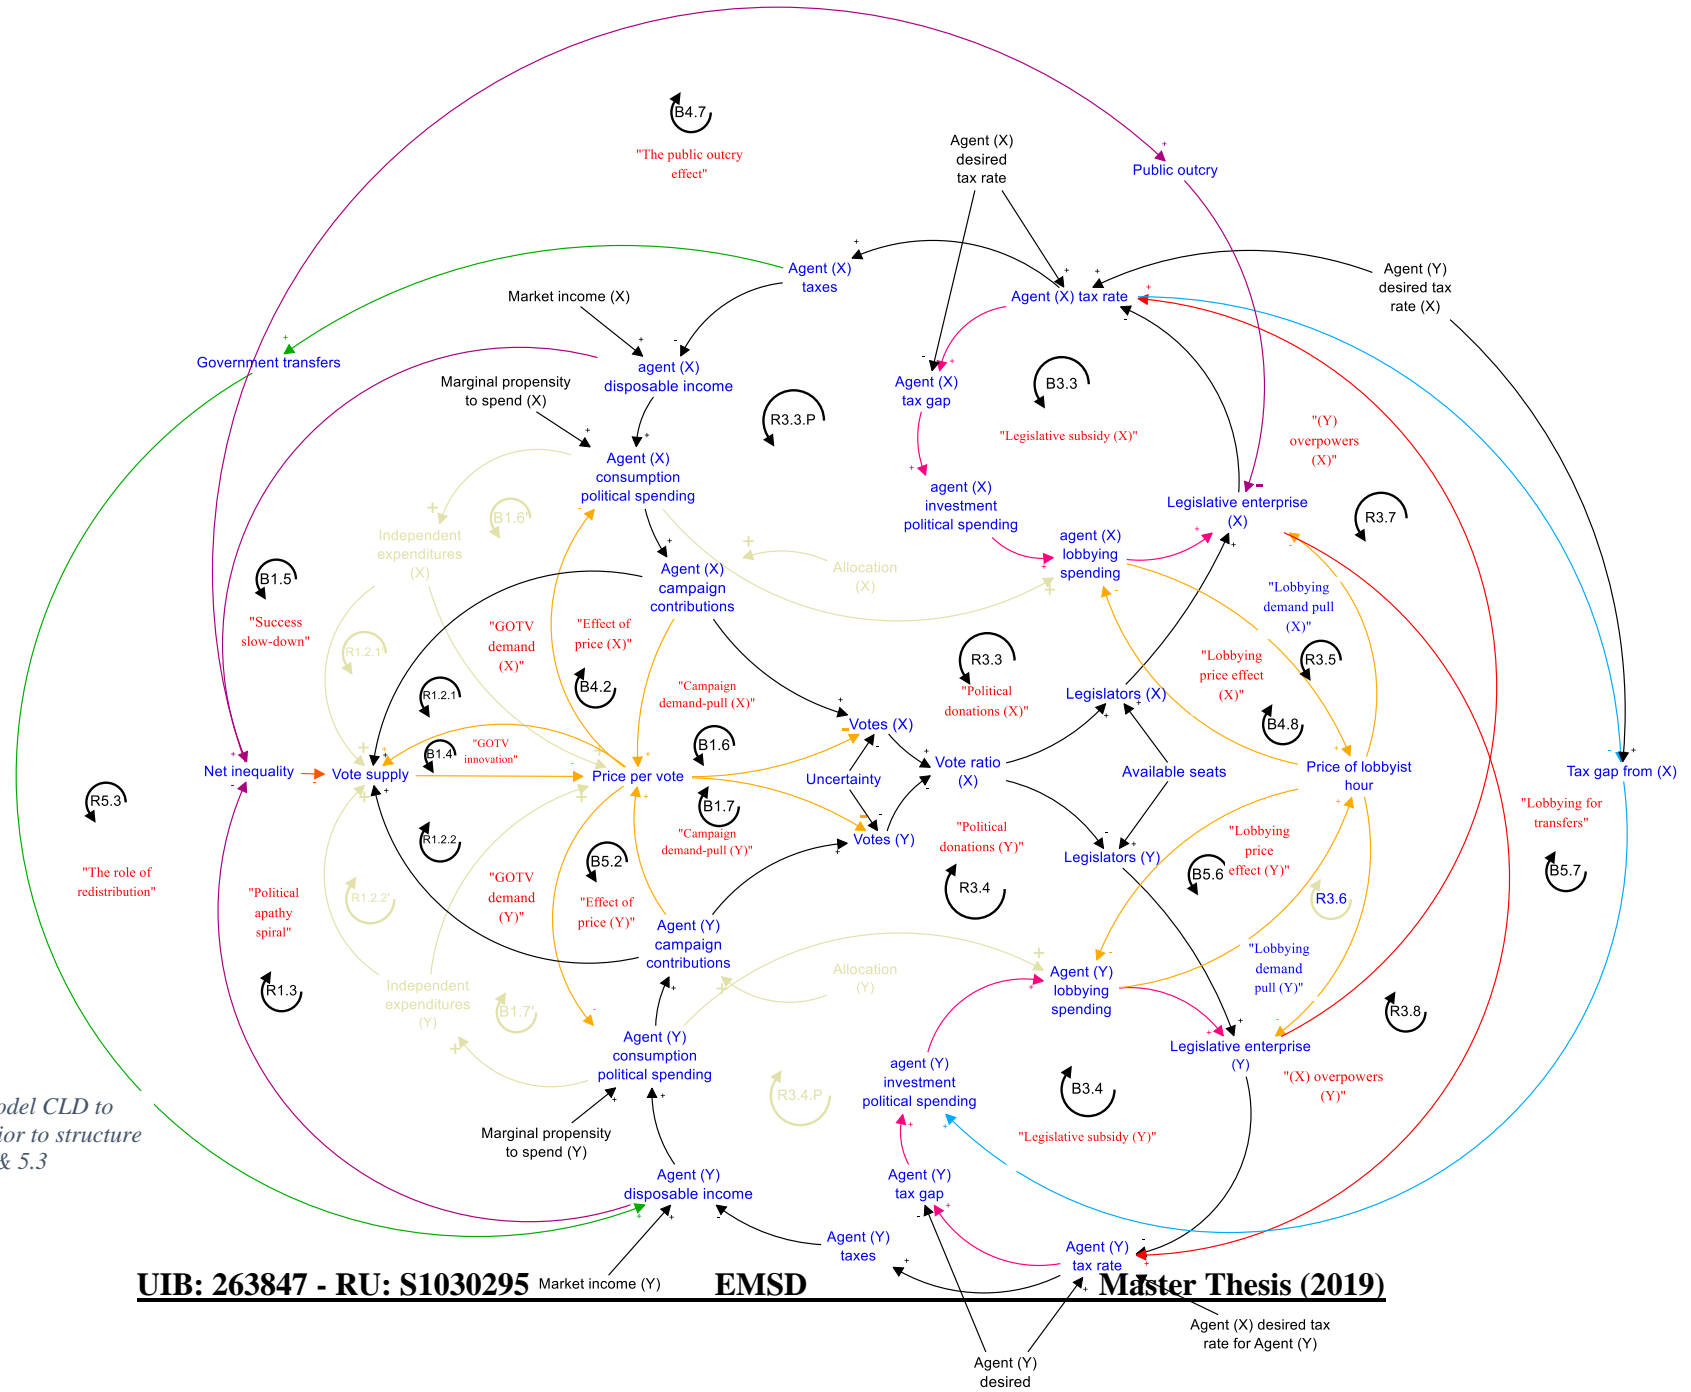 B4.7
"The public outcry
effect"
Agent (X)
desired
tax rate
Public outcry
Agent (X)
taxes
Market income (X)
Agent (X) tax rate
Agent (Y)
desired tax
rate (X)
Government transfers
agent (X)
disposable income
Marginal propensity
to spend (X)
R3.3.P
Agent (X)
tax gap
B3.3
"Legislative subsidy (X)"
"(Y)
overpowers
(X)"
Agent (X)
consumption
political spending
agent (X)
investment
political spending
Legislative enterprise
(X)
R3.7
B1.6'
Independent
expenditures
(X)
agent (X)
lobbying
spending
Allocation
(X)
B1.5
"Success
slow-down"
Agent (X)
campaign
contributions
"Lobbying
demand pull
(X)"
R1.2.1'
"GOTV
demand
(X)"
"Effect of
price (X)"
B4.2
R1.2.1
"Campaign
demand-pull (X)"
R3.3
"Political
donations (X)"
"Lobbying
price effect
(X)"
R3.5
Legislators (X)
B4.8
Votes (X)
B1.4
"GOTV
innovation"
B1.6
Net inequality
Vote supply
Price per vote
Uncertainty
Vote ratio
(X)
Available seats
Price of lobbyist
hour
Tax gap from (X)
R5.3
"The role of
redistribution"
R1.2.2
B1.7
"Campaign
demand-pull (Y)"
Votes (Y)
"Political
donations (Y)"
Legislators (Y)
"Lobbying
price
effect (Y)"
"Lobbying for
transfers"
B5.7
B5.2
B5.6
R3.4
R3.6
"Political
apathy
spiral"
R1.2.2'
"GOTV
demand
(Y)"
"Effect of
price (Y)"
Agent (Y)
campaign
contributions
"Lobbying
demand
pull (Y)"
R1.3
Independent
expenditures
(Y)
B1.7'
Allocation
(Y)
Agent (Y)
lobbying
spending
R3.8
Agent (Y)
consumption
political spending
Legislative enterprise
(Y)
agent (Y)
investment
political spending
R3.4.P
B3.4
"(X) overpowers
(Y)"
odel CLD to
ior to structure
& 5.3
Marginal propensity
to spend (Y)
"Legislative subsidy (Y)"
Agent (Y)
disposable income
Agent (Y)
tax gap
Agent (Y)
taxes
Agent (Y)
tax rate
UIB: 263847 - RU: S1030295 EMSD Master Thesis (2019)
Market income (Y)
Agent (X) desired tax
rate for Agent (Y)
Agent (Y)
desired